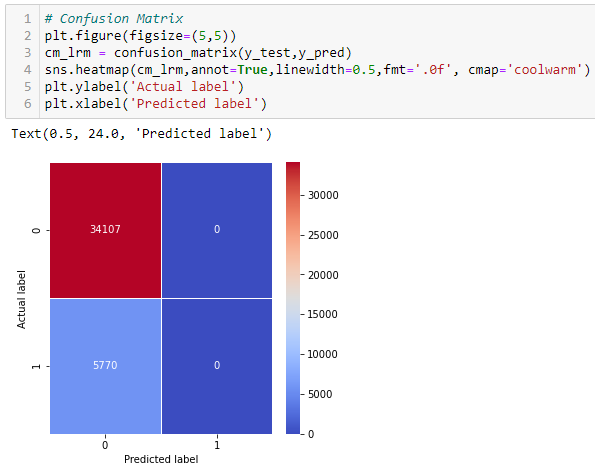 1 # Confusion Matrix
2 plt.figure(figsize=(5,5))
3 cm_lrm = confusion_matrix(y_test,y_pred)
4 sns.heatmap(cm_lrm,annot=True,linewidth=0.5,fmt='.0f', cmap='coolwarm')
5 plt.ylabel('Actual label')
6 plt.xlabel('Predicted label')
Text(0.5, 24.0, 'Predicted label')
34107
0
5770
0
0
1
Actual label
0
1
Predicted label
30000
25000
20000
15000
10000
5000
0